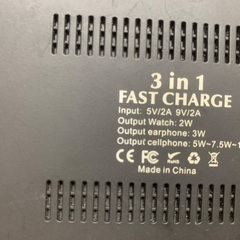 3 in 1
FAST CHARGE
Input: 5V/2A 9V/2A
Output Watch: 2W
Output earphone: 3W
Output cellphone: 5W~7.5W~1
CE FC
Made in China